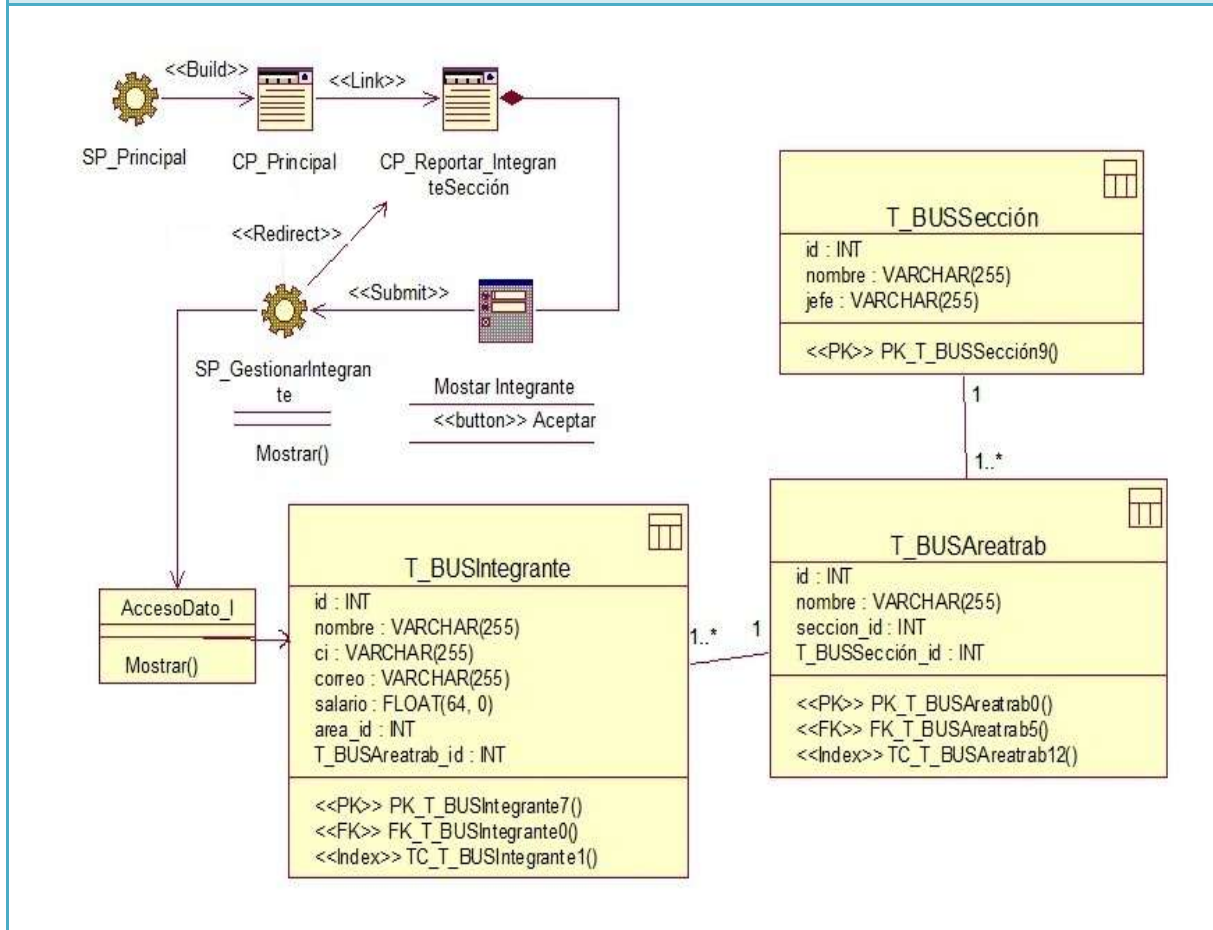 <<Build>>
<<Link>>
SP_Principal
CP_Principal
CP_Reportar_Integran
teSección
<<Redirect>>
<<Submit>>
SP_GestionarIntegran
te
Mostrar()
Mostar Integrante
<<button>> Aceptar
T_BUSSección
id : INT
nombre : VARCHAR(255)
jefe : VARCHAR(255)
<<PK>> PK_T_BUSSección9()
1
1..*
T_BUSAreatrab
id : INT
nombre : VARCHAR(255)
seccion_id : INT
T_BUSSección_id : INT
<<PK>> PK_T_BUSAreatrab0()
<<FK>> FK_T_BUSAreatrab5()
<<Index>> TC_T_BUSAreatrab12()
1..*
1
T_BUSIntegrante
id : INT
nombre : VARCHAR(255)
ci : VARCHAR(255)
correo : VARCHAR(255)
salario : FLOAT(64, 0)
area_id : INT
T_BUSAreatrab_id : INT
<<PK>> PK_T_BUSIntegrante7()
<<FK>> FK_T_BUSIntegrante0()
<<Index>> TC_T_BUSIntegrante1()
AccesoDato_I
Mostrar()